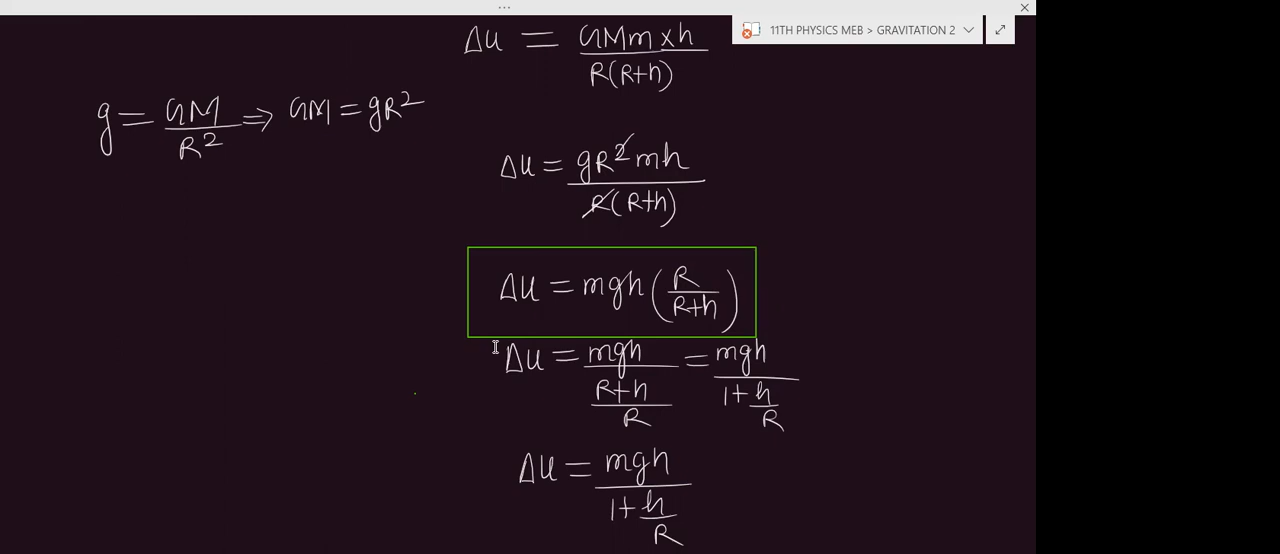 11TH PHYSICS MEB > GRAVITATION 2
ΔU = GMm×h / R(R+h)
g = GM / R² ⇒ GM = gR²
ΔU = gR²mh / R(R+h)
ΔU = mgh (R / R+h)
ΔU = mgh / (R+h / R) = mgh / (1 + h/R)
ΔU = mgh / (1 + h/R)